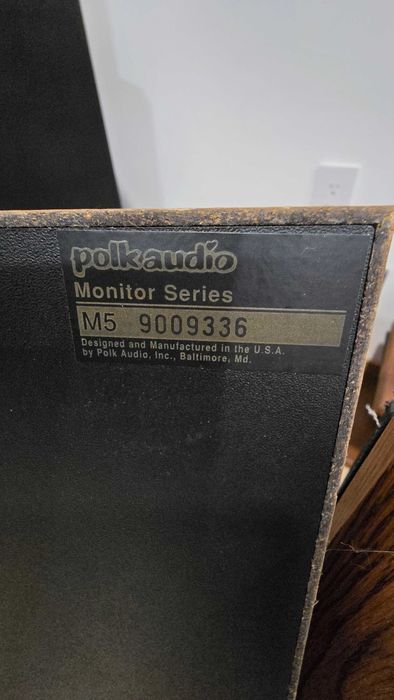 polkaudio
Monitor Series
M5 9009336
Designed and Manufactured in the U.S.A.
by Polk Audio, Inc., Baltimore, Md.